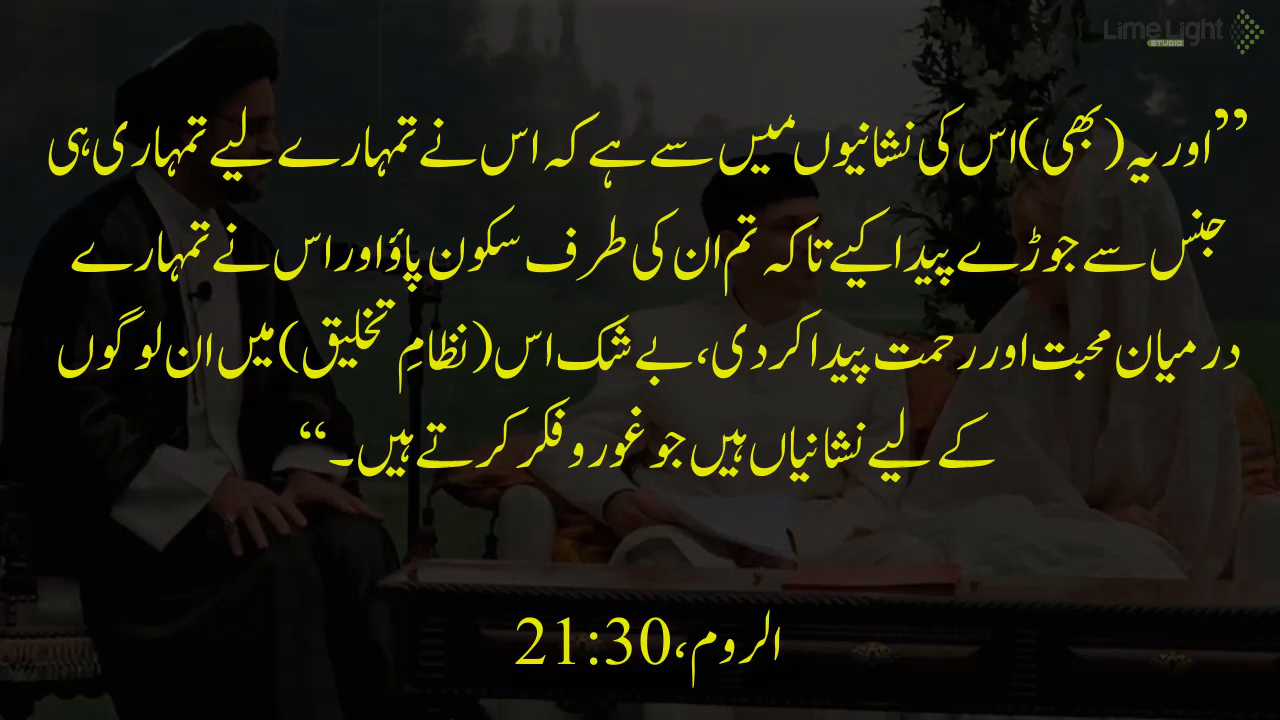 Lime Light
STUDIO
”اور یہ (بھی)اس کی نشانیوں میں سے ہے کہ اس نے تمہارے لیے تمہاری ہی
جنس سے جوڑے پیدا کیے تاکہ تم ان کی طرف سکون پاؤ اور اس نے تمہارے
درمیان محبت اور رحمت پیدا کر دی، بے شک اس (نظامِ تخلیق) میں ان لوگوں
کے لیے نشانیاں ہیں جو غور و فکر کرتے ہیں۔“
الروم، 21:30